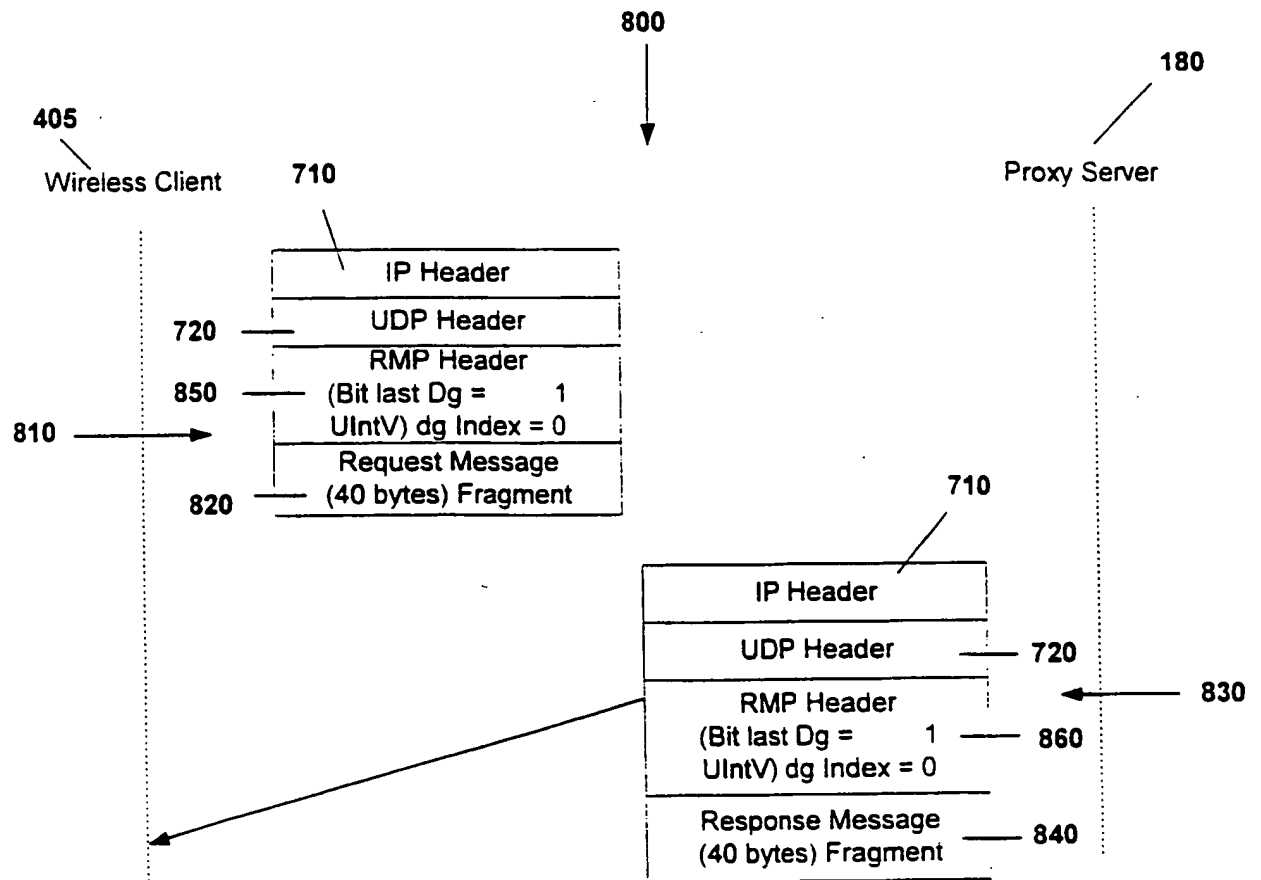 800
180
405
Wireless Client
710
Proxy Server
IP Header
720
UDP Header
RMP Header
850
(Bit last Dg = 1
UIntV) dg Index = 0
810
Request Message
820
(40 bytes) Fragment
710
IP Header
UDP Header
720
RMP Header
830
(Bit last Dg = 1
860
UIntV) dg Index = 0
Response Message
840
(40 bytes) Fragment